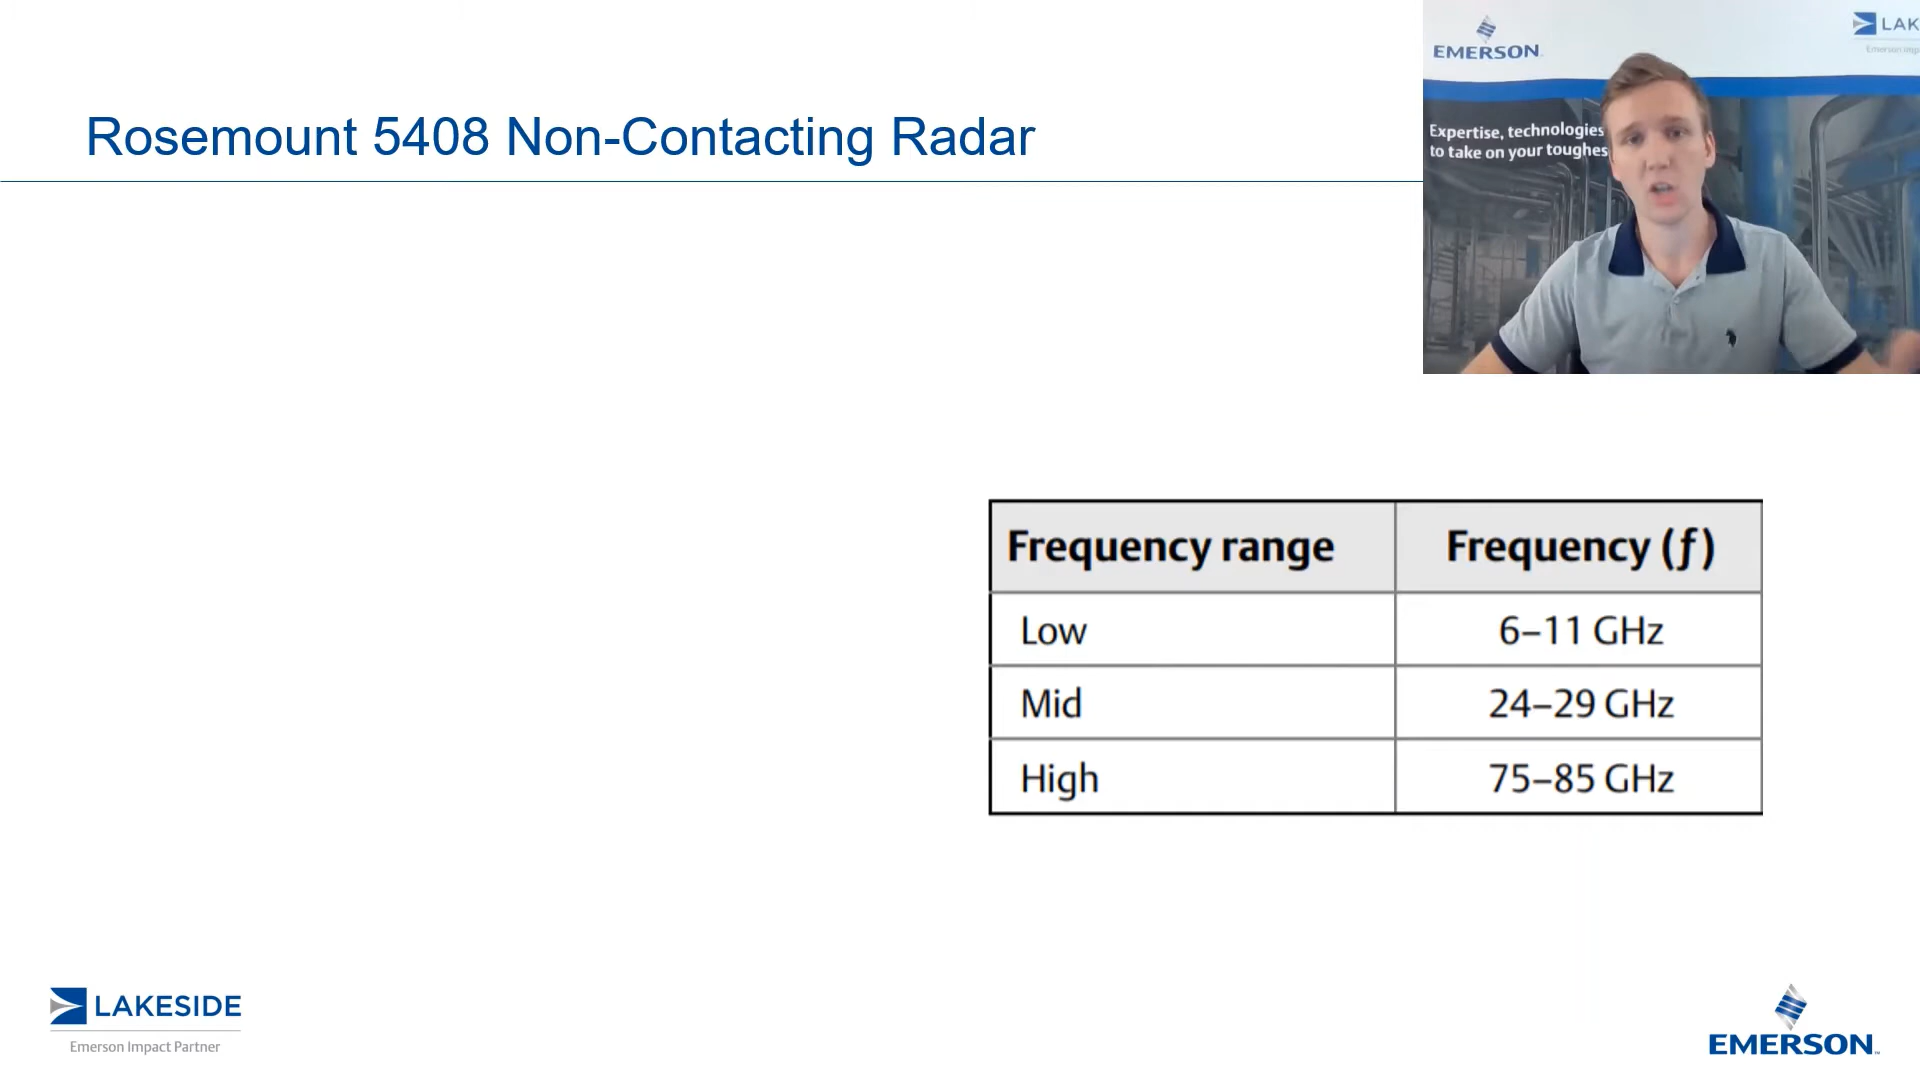 Rosemount 5408 Non-Contacting Radar
EMERSON
LAK
Expertise, technologies
to take on your toughes
Frequency range
Frequency (ƒ)
Low
6–11 GHz
Mid
24–29 GHz
High
75–85 GHz
LAKESIDE
Emerson Impact Partner
EMERSON